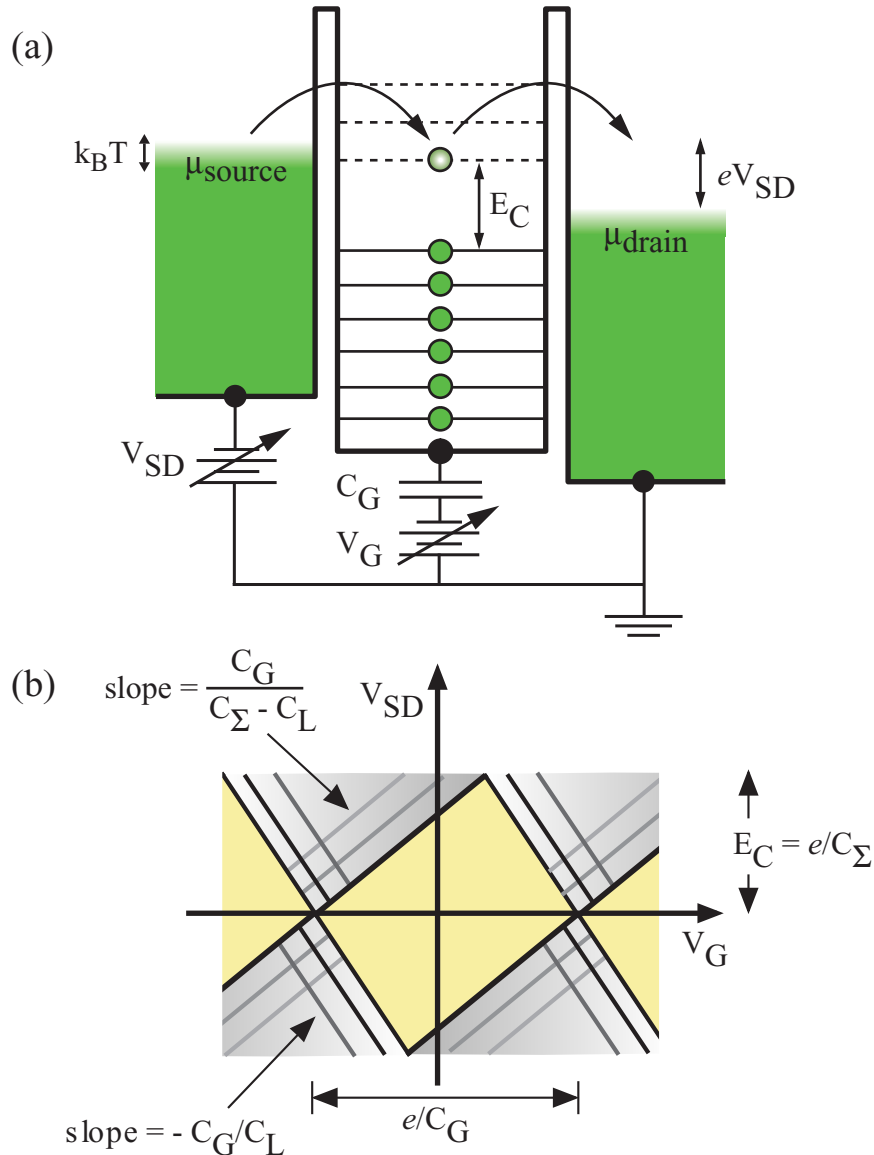 (a)
k_BT
μ_source
E_C
eV_SD
μ_drain
V_SD
C_G
V_G
(b)
slope = C_G / (C_Σ - C_L)
V_SD
E_C = e/C_Σ
V_G
e/C_G
slope = - C_G/C_L